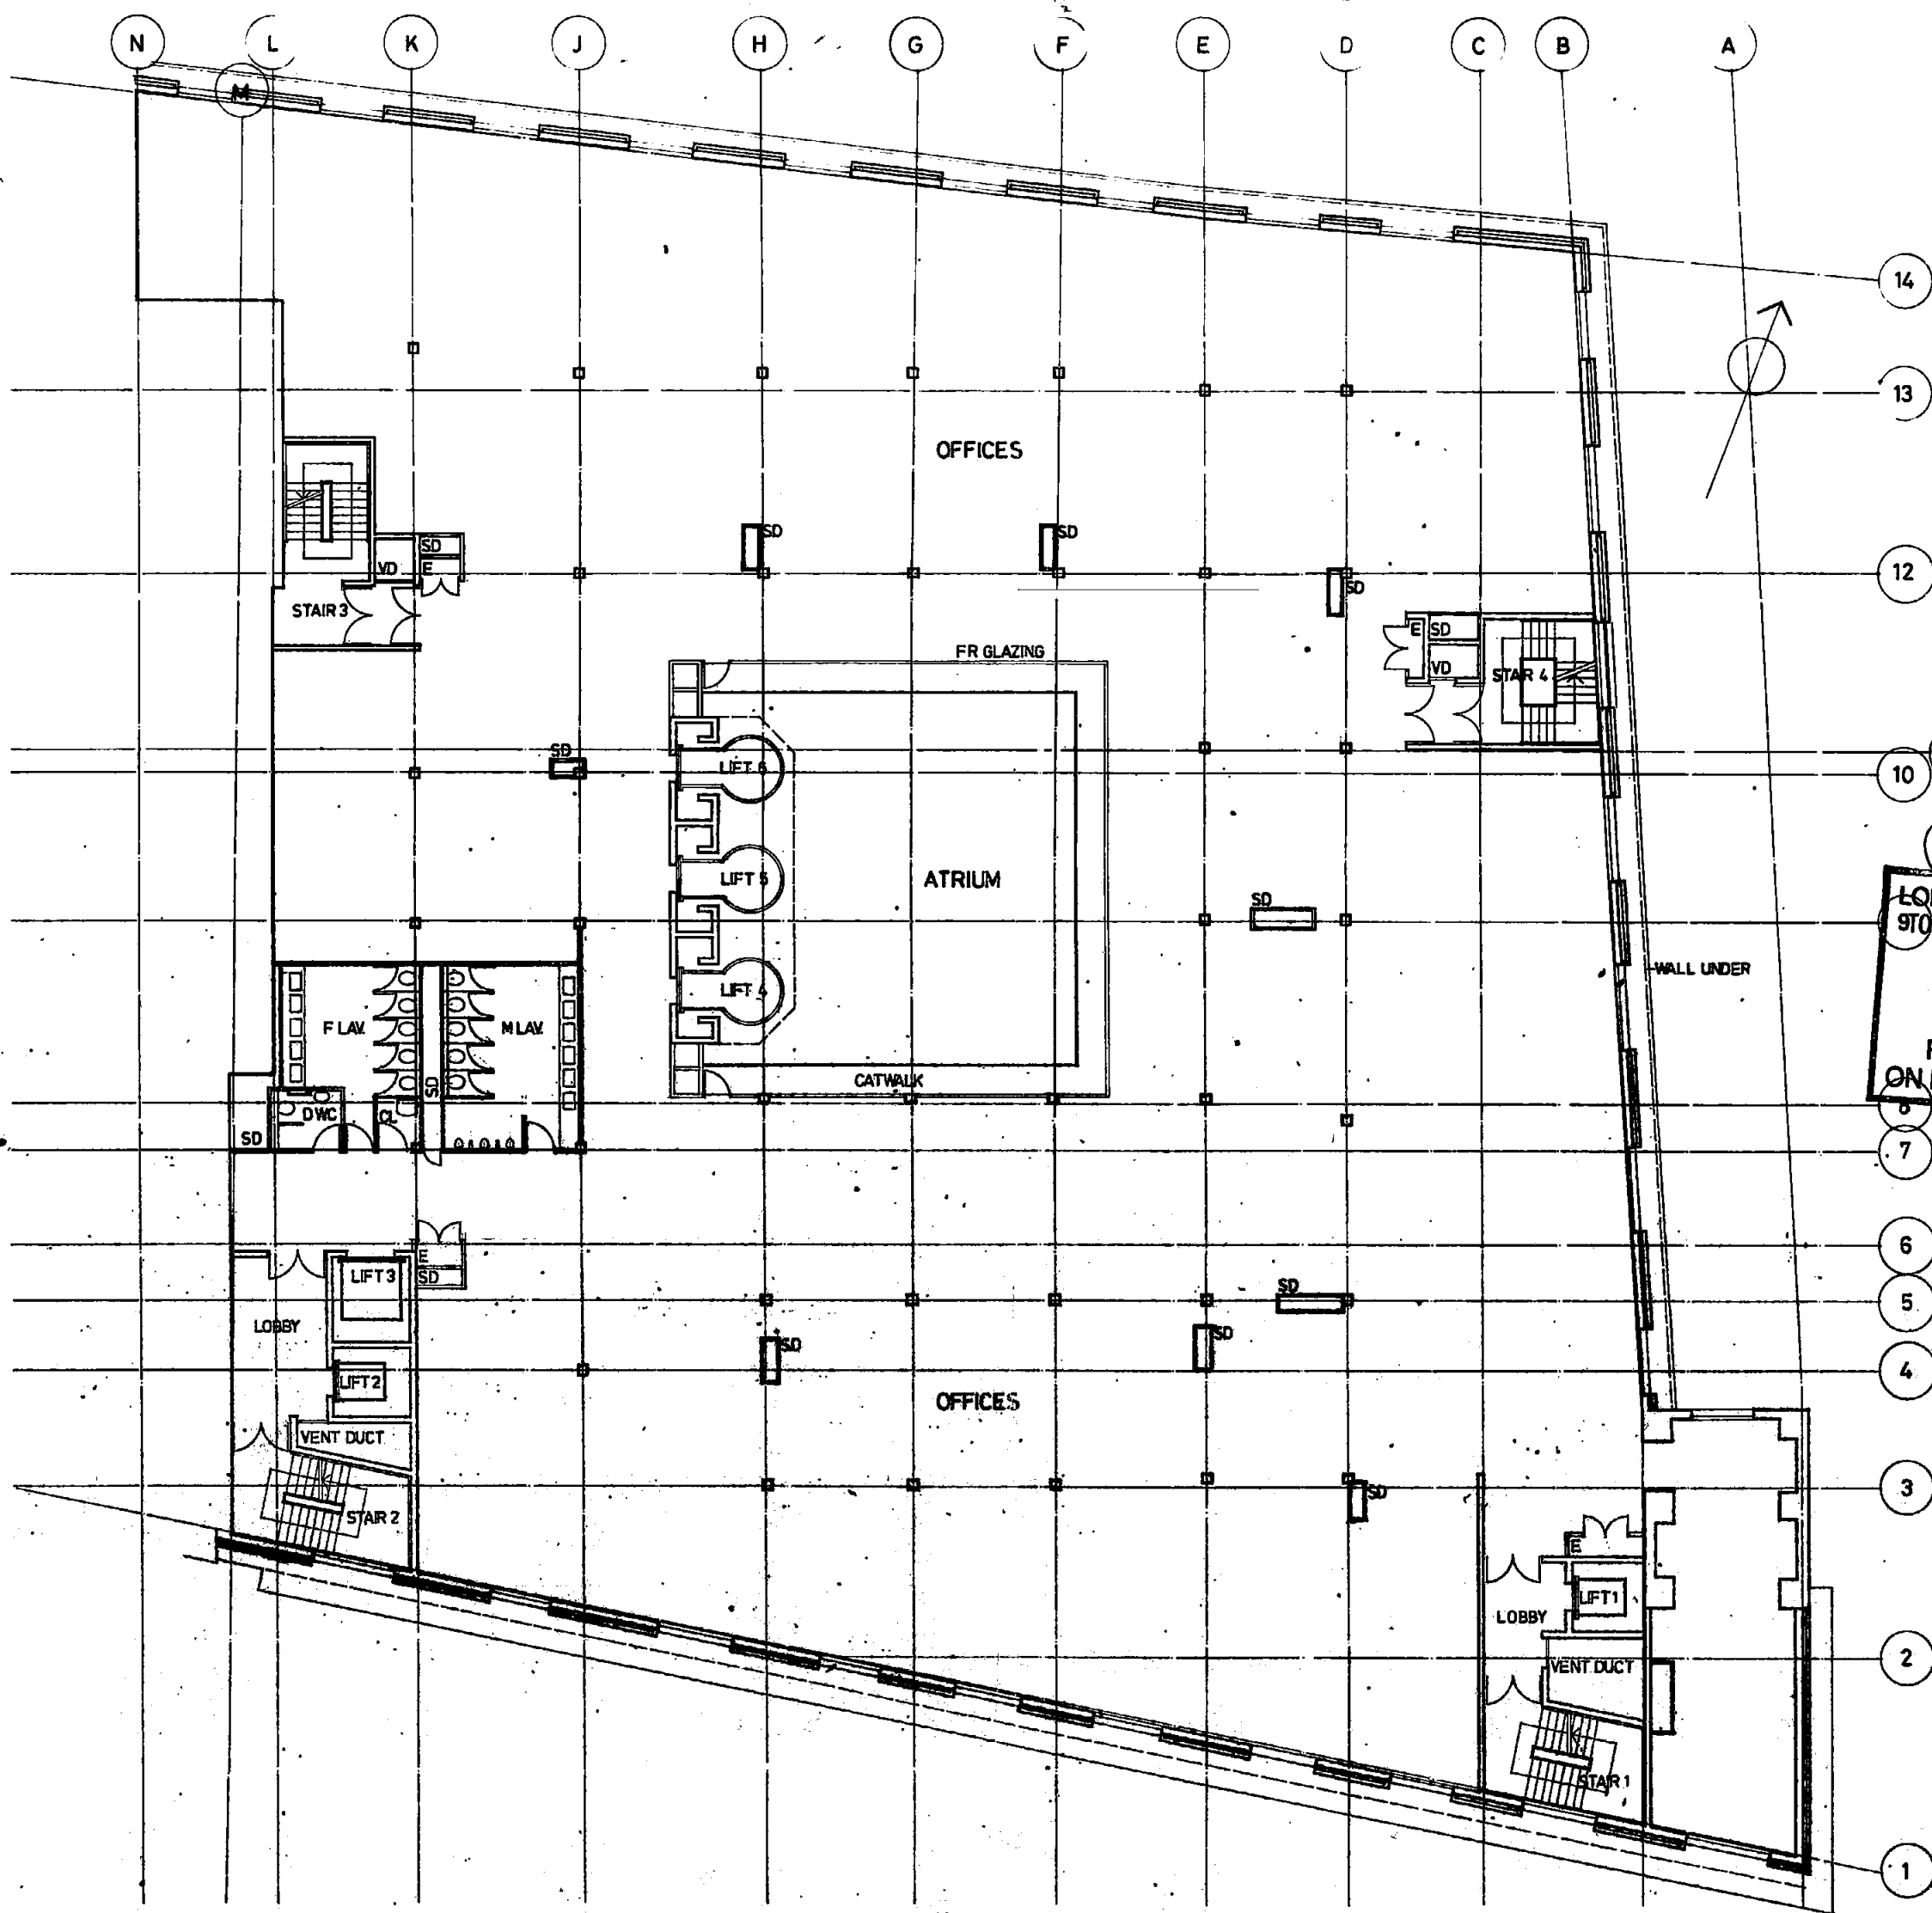 N
L
K
J
H
G
F
E
D
C
B
A
M
14
13
OFFICES
SD
SD
SD
VD
E
12
SD
STAIR 3
E
SD
FR GLAZING
VD
STAIR 4
SD
LIFT 6
10
LIFT 5
ATRIUM
SD
9TO
WALL UNDER
LIFT 4
F LAV.
M LAV.
SD
CATWALK
ON
DWC
CL
8
SD
7
6
E
SD
LIFT 3
SD
5
LOBBY
SD
SD
4
LIFT 2
OFFICES
VENT DUCT
3
SD
STAIR 2
E
LIFT 1
LOBBY
2
VENT DUCT
STAIR 1
1